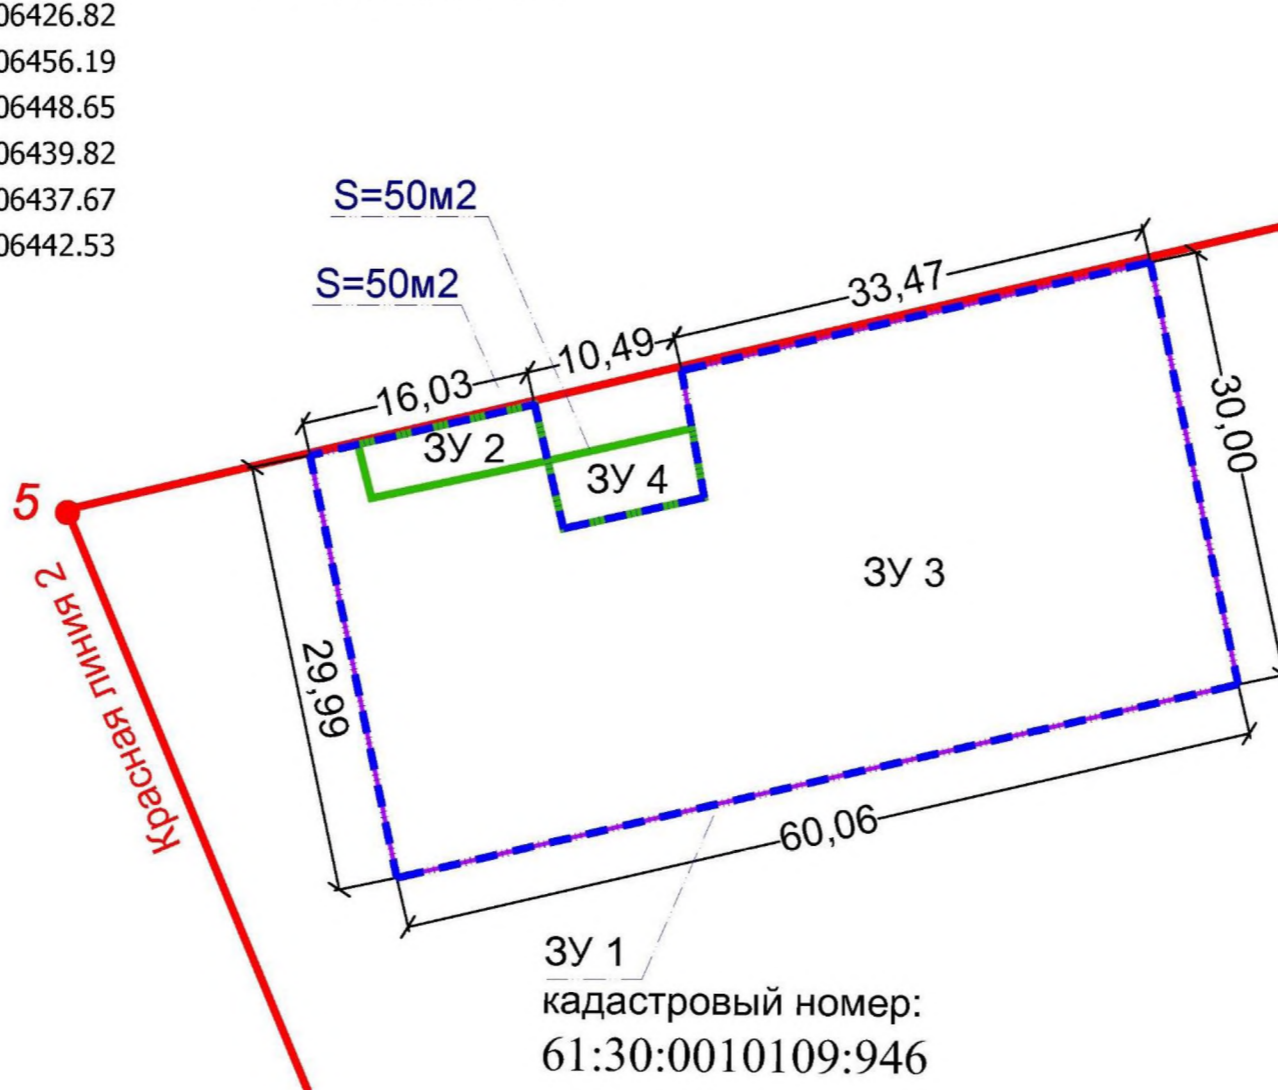 06426.82
06456.19
06448.65
06439.82
06437.67
06442.53
S=50м2
S=50м2
33,47
10,49
16,03
30,00
ЗУ 2
ЗУ 4
5
ЗУ 3
Красная линия 2
29,99
60,06
ЗУ 1
кадастровый номер:
61:30:0010109:946